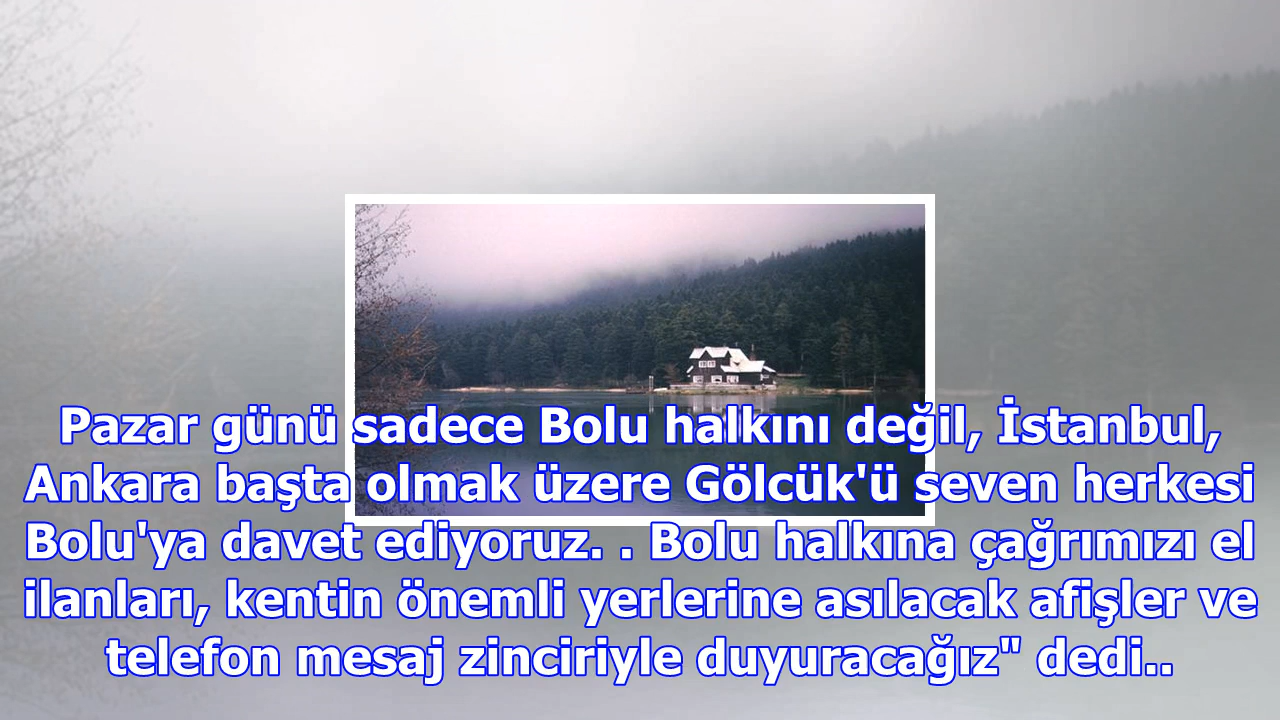 Pazar günü sadece Bolu halkını değil, İstanbul,
Ankara başta olmak üzere Gölcük'ü seven herkesi
Bolu'ya davet ediyoruz. . Bolu halkına çağrımızı el
ilanları, kentin önemli yerlerine asılacak afişler ve
telefon mesaj zinciriyle duyuracağız" dedi..